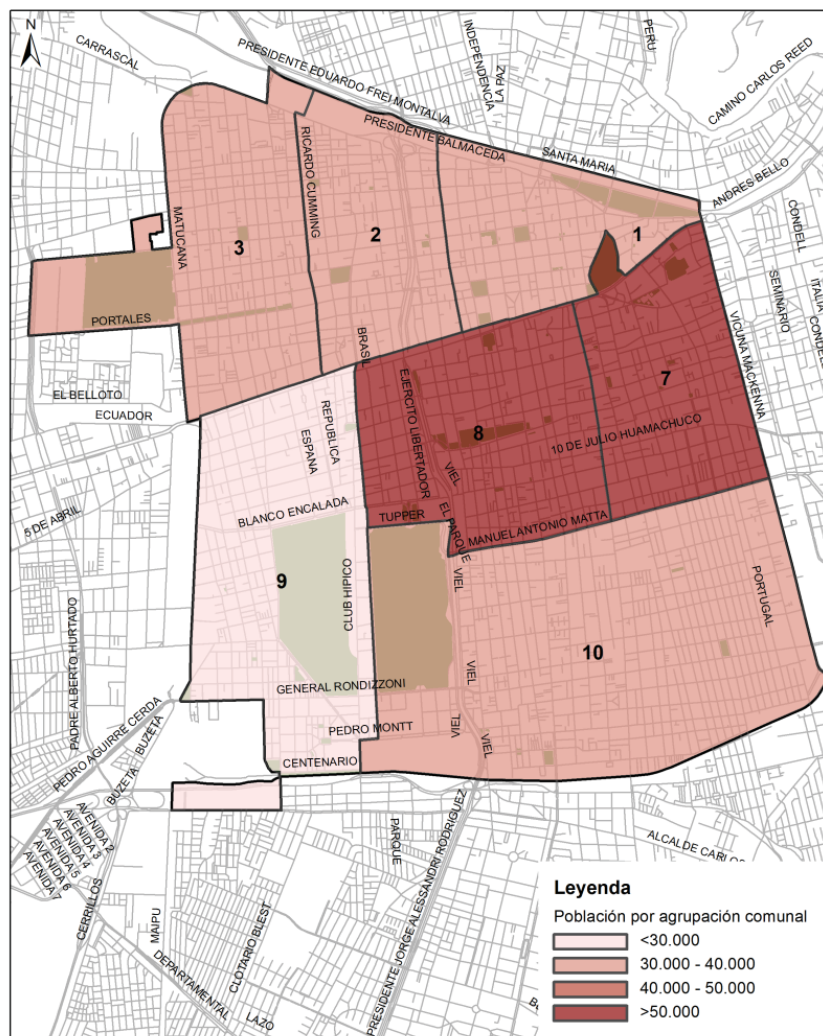 N
CARRASCAL
PRESIDENTE EDUARDO FREI MONTALVA
INDEPENDENCIA
LA PAZ
PERÚ
CAMINO CARLOS REED
PRESIDENTE BALMACEDA
SANTA MARIA
ANDRES BELLO
RICARDO CUMMING
MATUCANA
3
2
1
CONDELL
SEMINARIO
ITALIA
CONDELL
PORTALES
BRASIL
VICUÑA MACKENNA
EL BELLOTO
ECUADOR
REPUBLICA
ESPAÑA
EJERCITO LIBERTADOR
7
8
10 DE JULIO HUAMACHUCO
VIEL
5 DE ABRIL
BLANCO ENCALADA
TUPPER
EL PARQUE
MANUEL ANTONIO MATTA
VIEL
9
CLUB HIPICO
PORTUGAL
PADRE ALBERTO HURTADO
10
GENERAL RONDIZZONI
VIEL
PEDRO AGUIRRE CERDA
BUZETA
PEDRO MONTT
VIEL
VIEL
CENTENARIO
BUZETA
AVENIDA 2
AVENIDA 3
AVENIDA 4
AVENIDA 5
AVENIDA 6
AVENIDA 7
PARQUE
PRESIDENTE JORGE ALESSANDRI RODRIGUEZ
ALCALDE CARLOS
CERRILLOS
MAIPU
CLOTARIO BLEST
DEPARTAMENTAL
LAZO
Leyenda
Población por agrupación comunal
<30.000
30.000 - 40.000
40.000 - 50.000
>50.000